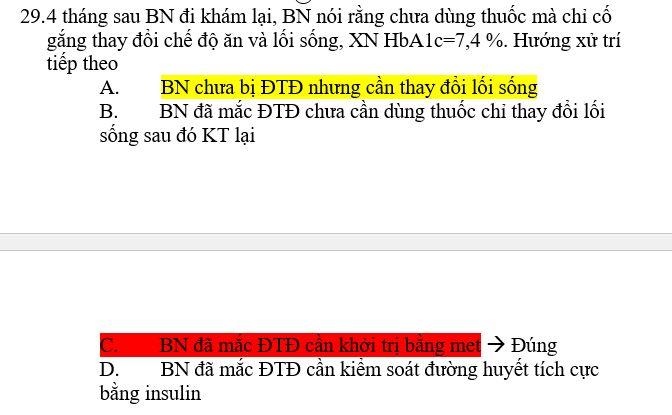 29.4 tháng sau BN đi khám lại, BN nói rằng chưa dùng thuốc mà chỉ cố
gắng thay đổi chế độ ăn và lối sống, XN HbA1c=7,4 %. Hướng xử trí
tiếp theo
A. BN chưa bị ĐTĐ nhưng cần thay đổi lối sống
B. BN đã mắc ĐTĐ chưa cần dùng thuốc chỉ thay đổi lối
sống sau đó KT lại
C. BN đã mắc ĐTĐ cần khởi trị bằng met → Đúng
D. BN đã mắc ĐTĐ cần kiểm soát đường huyết tích cực
bằng insulin